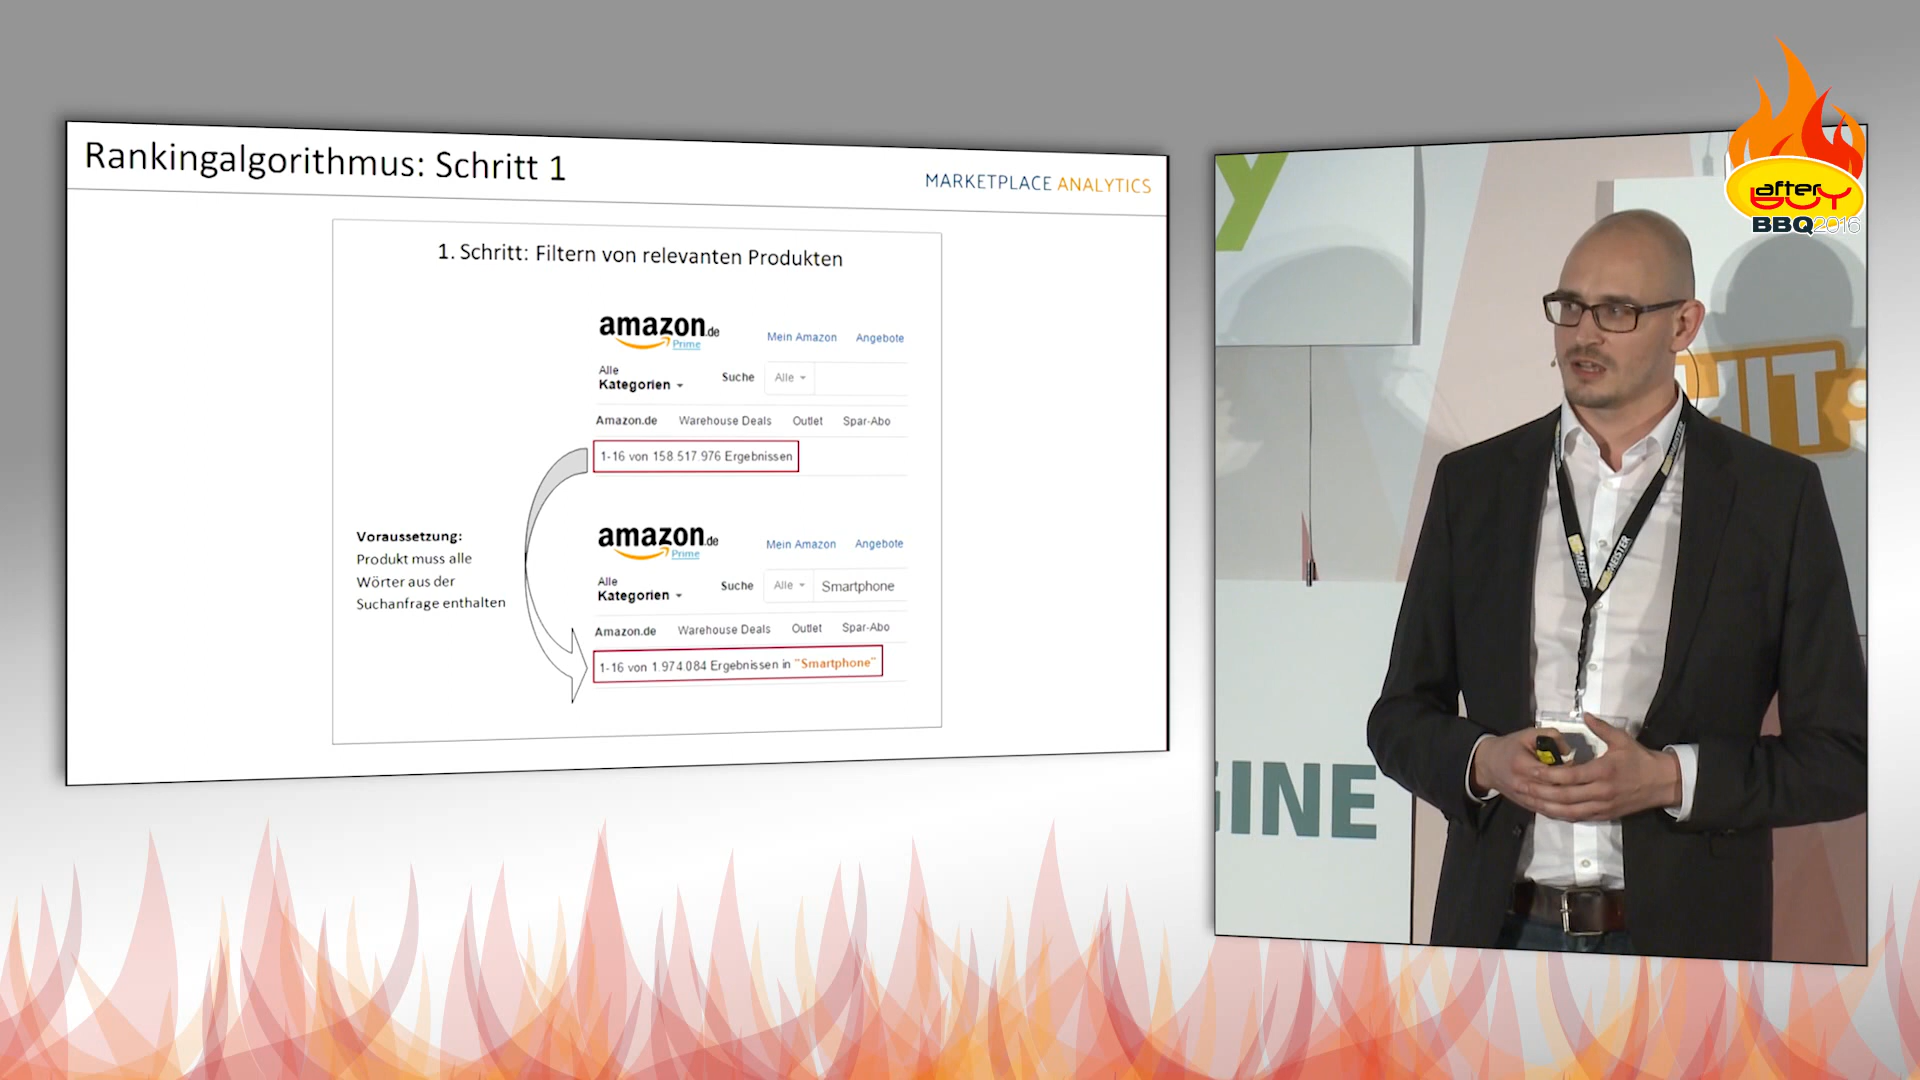 Rankingalgorithmus: Schritt 1
MARKETPLACE ANALYTICS
1. Schritt: Filtern von relevanten Produkten
amazon.de
Prime
Mein Amazon Angebote
Alle
Kategorien
Suche Alle
Amazon.de Warehouse Deals Outlet Spar-Abo
1-16 von 158 517 976 Ergebnissen
Voraussetzung:
Produkt muss alle
Wörter aus der
Suchanfrage enthalten
amazon.de
Prime
Mein Amazon Angebote
Alle
Kategorien
Suche Alle Smartphone
Amazon.de Warehouse Deals Outlet Spar-Abo
1-16 von 1.974.084 Ergebnissen in "Smartphone"
after
buy
BBQ2016
y
HIT
MEISTER
GINE